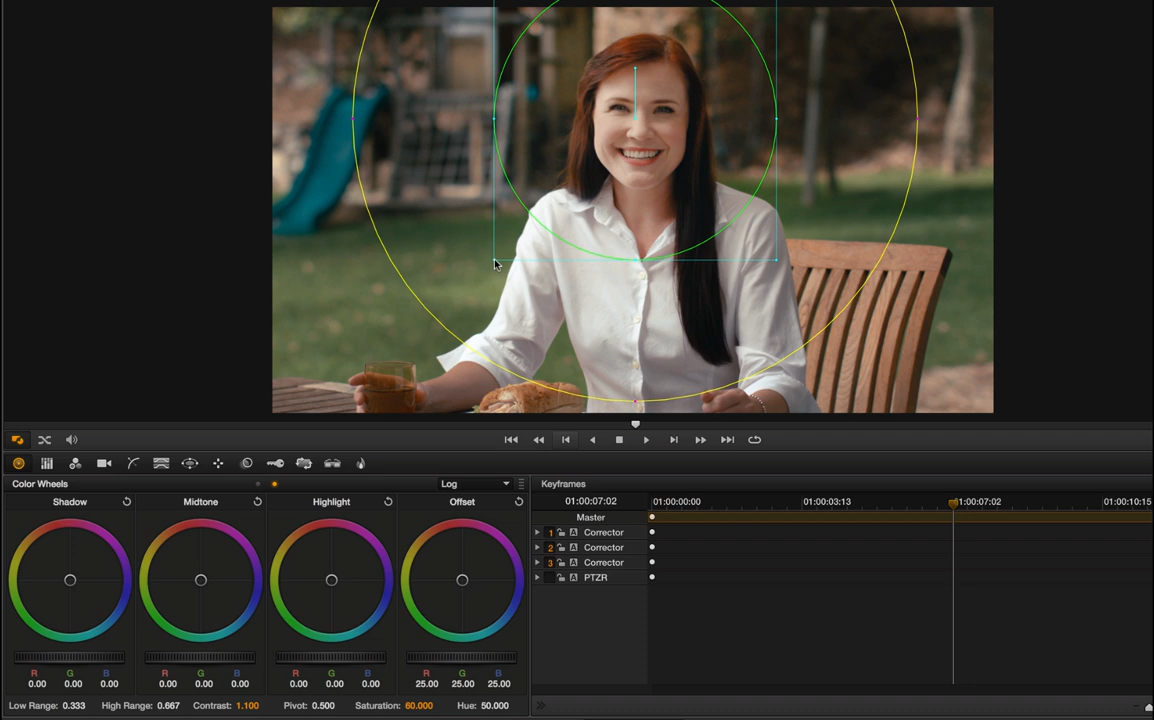 Color Wheels
Log
Keyframes
Shadow
Midtone
Highlight
Offset
01:00:07:02
01:00:00:00
01:00:03:13
01:00:07:02
01:00:10:15
Master
1 Corrector
2 Corrector
3 Corrector
PTZR
R G B R G B R G B R G B
0.00 0.00 0.00 0.00 0.00 0.00 0.00 0.00 0.00 25.00 25.00 25.00
Low Range: 0.333 High Range: 0.667 Contrast: 1.100 Pivot: 0.500 Saturation: 60.000 Hue: 50.000